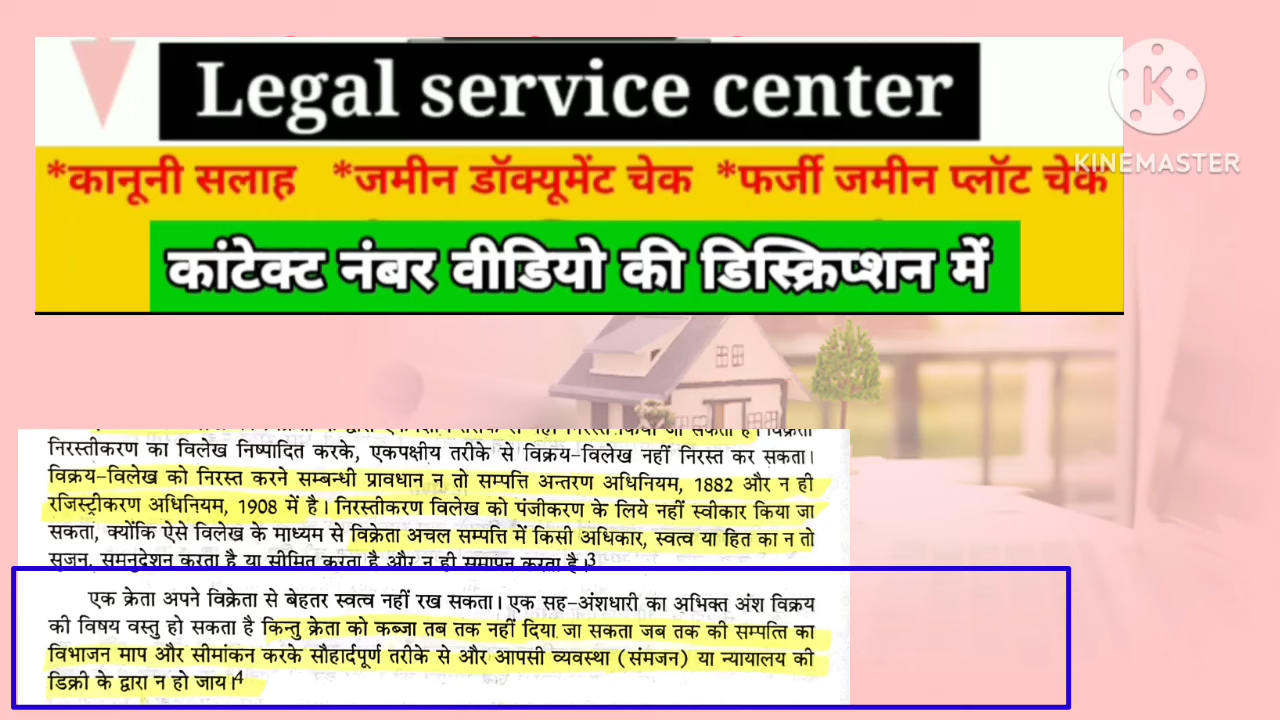 Legal service center
*कानूनी सलाह *जमीन डॉक्यूमेंट चेक *फर्जी जमीन प्लॉट चेक
कांटेक्ट नंबर वीडियो की डिस्क्रिप्शन में
K
KINEMASTER
निरस्तीकरण का विलेख निष्पादित करके, एकपक्षीय तरीके से विक्रय-विलेख नहीं निरस्त कर सकता।
विक्रय-विलेख को निरस्त करने सम्बन्धी प्रावधान न तो सम्पत्ति अन्तरण अधिनियम, 1882 और न ही
रजिस्ट्रीकरण अधिनियम, 1908 में है। निरस्तीकरण विलेख को पंजीकरण के लिये नहीं स्वीकार किया जा
सकता, क्योंकि ऐसे विलेख के माध्यम से विक्रेता अचल सम्पत्ति में किसी अधिकार, स्वत्व या हित का न तो
सृजन, समनुदेशन करता है या सीमित करता है और न ही समापन करता है।3
एक क्रेता अपने विक्रेता से बेहतर स्वत्व नहीं रख सकता। एक सह-अंशधारी का अभिक्त अंश विक्रय
की विषय वस्तु हो सकता है किन्तु क्रेता को कब्जा तब तक नहीं दिया जा सकता जब तक की सम्पत्ति का
विभाजन माप और सीमांकन करके सौहार्दपूर्ण तरीके से और आपसी व्यवस्था (संमजन) या न्यायालय की
डिक्री के द्वारा न हो जाय।4